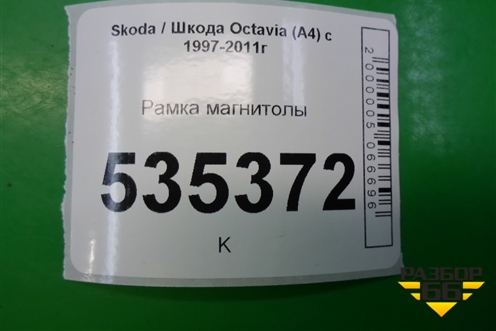 Skoda / Шкода Octavia (A4) с
1997-2011г
Рамка магнитолы
535372
К
2000005066696
РАЗБОР
66